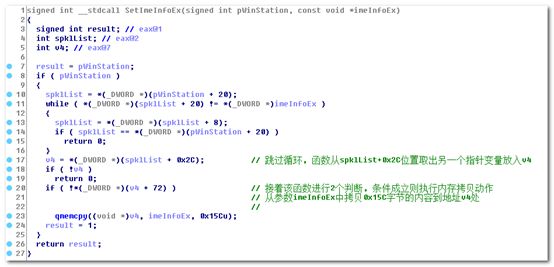 1 signed int __stdcall SetImeInfoEx(signed int pWinStation, const void *imeInfoEx)
2 {
3 signed int result; // eax@1
4 int spklList; // eax@2
5 int v4; // eax@7
6
7 result = pWinStation;
8 if ( pWinStation )
9 {
10 spklList = *(_DWORD *)(pWinStation + 20);
11 while ( *(_DWORD *)(spklList + 20) != *(_DWORD *)imeInfoEx )
12 {
13 spklList = *(_DWORD *)(spklList + 8);
14 if ( spklList == *(_DWORD *)(pWinStation + 20) )
15 return 0;
16 }
17 v4 = *(_DWORD *)(spklList + 0x2C); // 跳过循环，函数从spklList+0x2C位置取出另一个指针变量放入v4
18 if ( !v4 )
19 return 0;
20 if ( !*(_DWORD *)(v4 + 72) ) // 接着该函数进行2个判断，条件成立则执行内存拷贝动作
21 // 从参数imeInfoEx中拷贝0x15C字节的内容到地址v4处
22 //
23 qmemcpy((void *)v4, imeInfoEx, 0x15Cu);
24 result = 1;
25 }
26 return result;
27 }